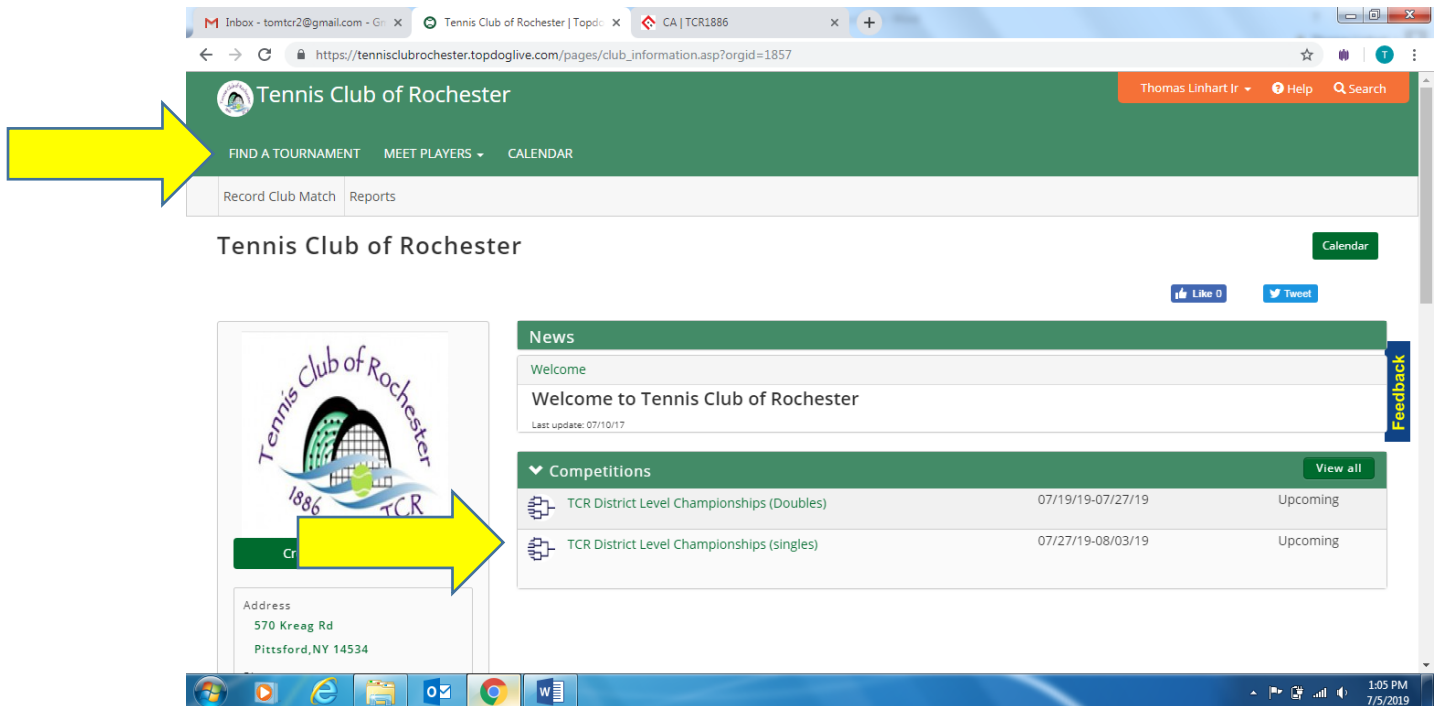 Inbox - tomtcr2@gmail.com - Gm
Tennis Club of Rochester | Topdo
CA | TCR1886
https://tennisclubrochester.topdoglive.com/pages/club_information.asp?orgid=1857
T
Tennis Club of Rochester
Thomas Linhart Jr
Help
Search
FIND A TOURNAMENT
MEET PLAYERS
CALENDAR
Record Club Match
Reports
Tennis Club of Rochester
Calendar
Like 0
Tweet
Tennis Club of Rochester
1886
TCR
News
Welcome
Welcome to Tennis Club of Rochester
Last update: 07/10/17
Feedback
Competitions
View all
TCR District Level Championships (Doubles)
07/19/19-07/27/19
Upcoming
TCR District Level Championships (singles)
07/27/19-08/03/19
Upcoming
Address
570 Kreag Rd
Pittsford,NY 14534
1:05 PM
7/5/2019